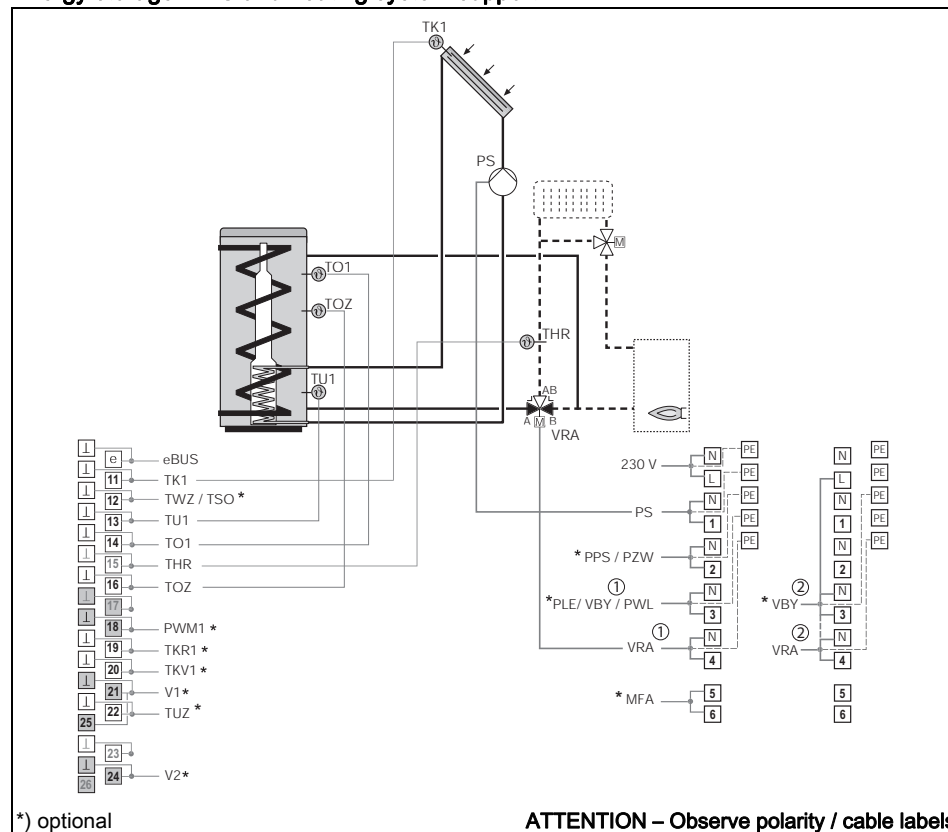 TK1
PS
M
TO1
TOZ
THR
TU1
AB
A M B
VRA
⊥
e eBUS
⊥
11 TK1
⊥
12 TWZ / TSO *
⊥
13 TU1
⊥
14 TO1
⊥
15 THR
⊥
16 TOZ
⊥
17
⊥
18 PWM1 *
⊥
19 TKR1 *
⊥
20 TKV1 *
⊥
21 V1*
⊥
22 TUZ *
25
⊥
23
⊥
24 V2*
26
230 V N PE
L PE
PS N PE
1 PE
* PPS / PZW N PE
2
*PLE/ VBY / PWL ① N
3
VRA ① N
4
* MFA 5
6
N PE
L PE
N PE
1 PE
N PE
2
* VBY ② N
3
VRA ② N
4
5
6
*) optional
ATTENTION – Observe polarity / cable labels